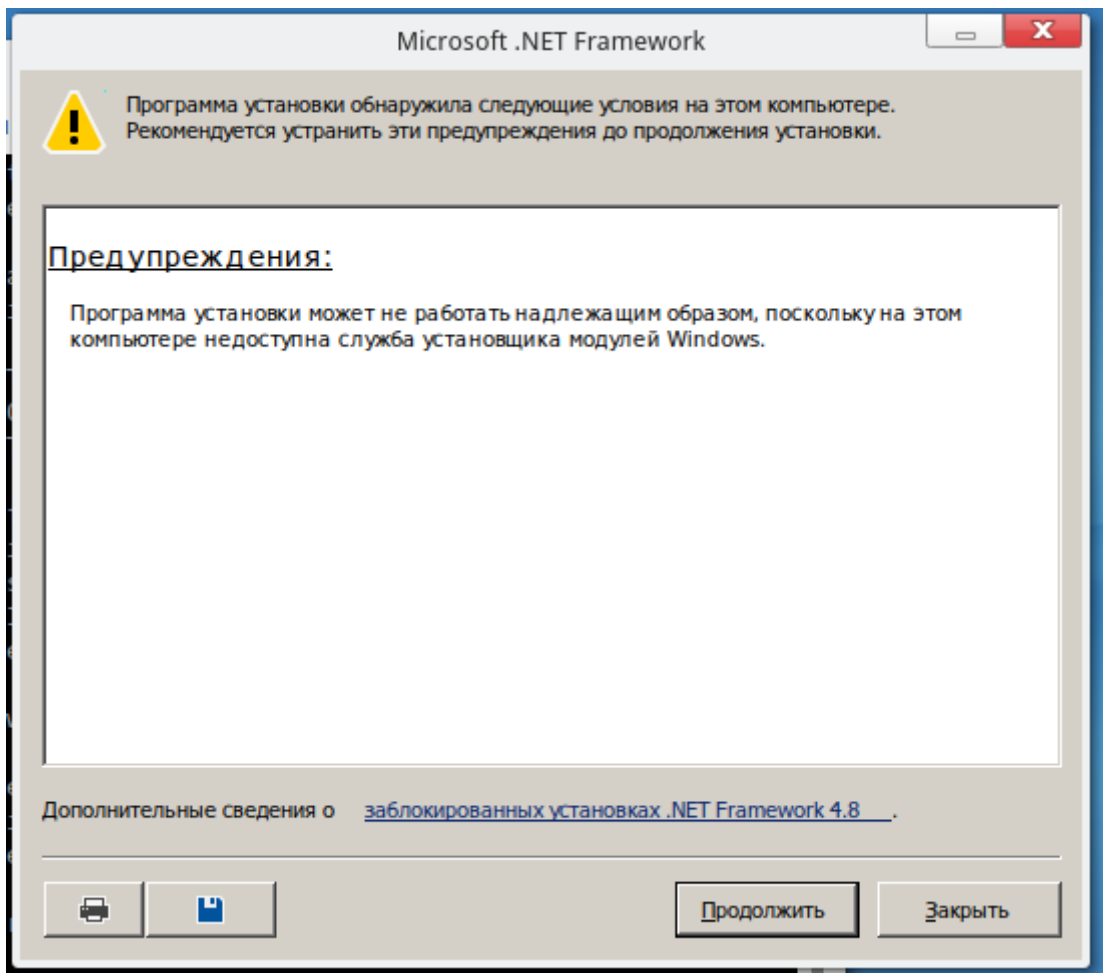 Microsoft .NET Framework
X
Программа установки обнаружила следующие условия на этом компьютере.
Рекомендуется устранить эти предупреждения до продолжения установки.
Предупреждения:
Программа установки может не работать надлежащим образом, поскольку на этом
компьютере недоступна служба установщика модулей Windows.
Дополнительные сведения о заблокированных установках .NET Framework 4.8 .
Продолжить Закрыть